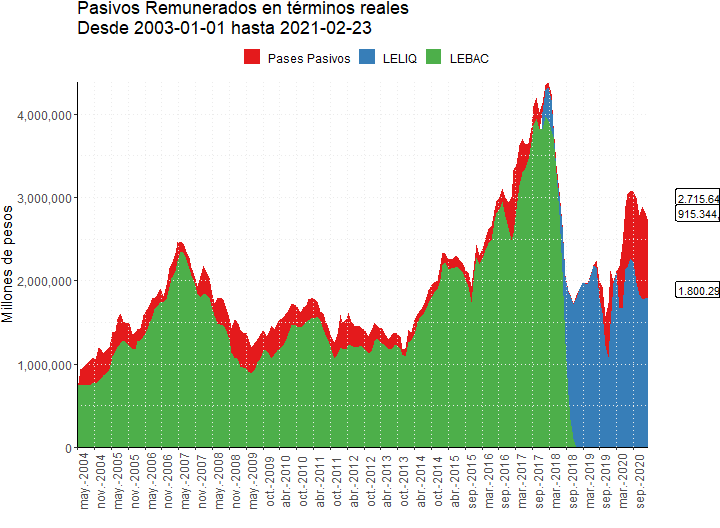 Pasivos Remunerados en términos reales
Desde 2003-01-01 hasta 2021-02-23
Pases Pasivos LELIQ LEBAC
Millones de pesos
4,000,000
3,000,000
2,000,000
1,000,000
0
2.715.64
915.344,
1.800.29
may.-2004
nov.-2004
may.-2005
nov.-2005
may.-2006
nov.-2006
may.-2007
nov.-2007
may.-2008
nov.-2008
may.-2009
oct.-2009
abr.-2010
oct.-2010
abr.-2011
oct.-2011
abr.-2012
oct.-2012
abr.-2013
oct.-2013
abr.-2014
oct.-2014
abr.-2015
sep.-2015
mar.-2016
sep.-2016
mar.-2017
sep.-2017
mar.-2018
sep.-2018
mar.-2019
sep.-2019
mar.-2020
sep.-2020